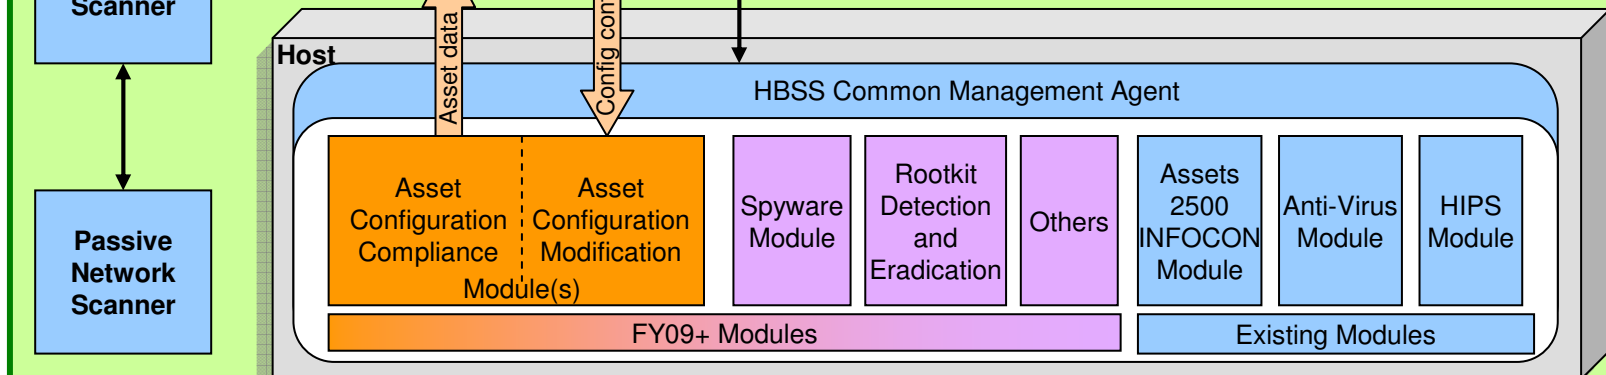 Scanner
Host
Asset data
Config
HBSS Common Management Agent
Asset
Configuration
Compliance
Asset
Configuration
Modification
Module(s)
Spyware
Module
Rootkit
Detection
and
Eradication
Others
Assets
2500
INFOCON
Module
Anti-Virus
Module
HIPS
Module
Passive
Network
Scanner
FY09+ Modules
Existing Modules